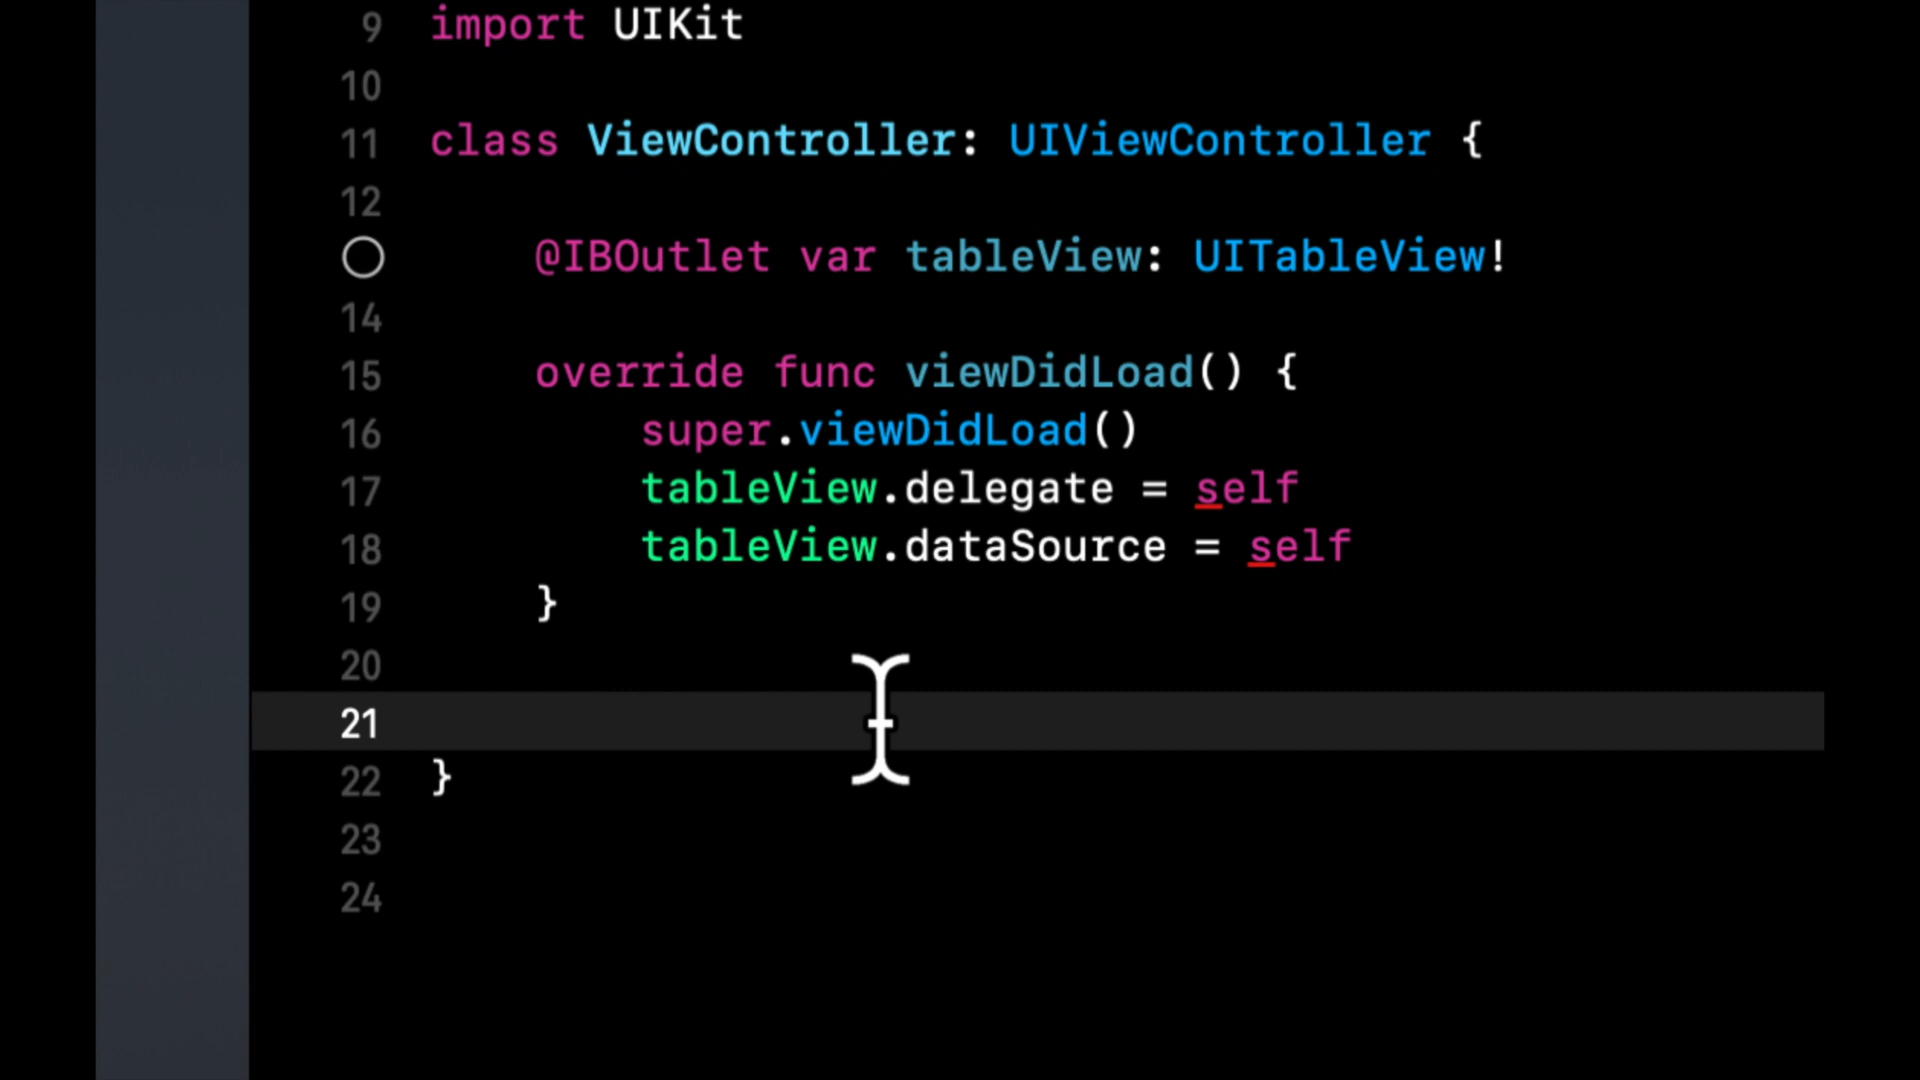 9 import UIKit
10
11 class ViewController: UIViewController {
12
@IBOutlet var tableView: UITableView!
14
15 override func viewDidLoad() {
16 super.viewDidLoad()
17 tableView.delegate = self
18 tableView.dataSource = self
19 }
20
21
22 }
23
24